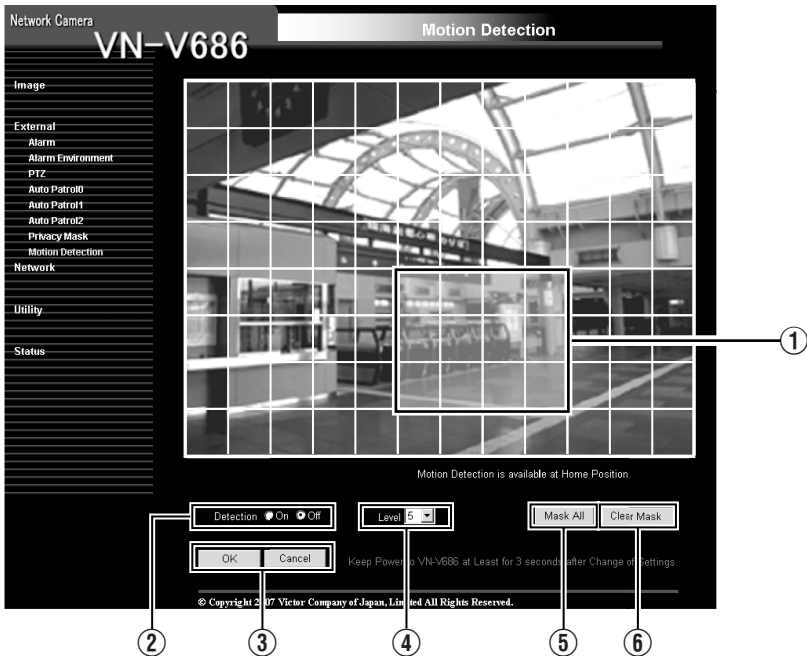 Network Camera
VN-V686
Motion Detection
Image
External
Alarm
Alarm Environment
PTZ
Auto Patrol0
Auto Patrol1
Auto Patrol2
Privacy Mask
Motion Detection
Network
Utility
Status
①
Motion Detection is available at Home Position
Detection On Off
Level 5
Mask All
Clear Mask
OK
Cancel
Keep Power to VN-V686 at Least for 3 seconds after Change of Settings.
© Copyright 2007 Victor Company of Japan, Limited All Rights Reserved.
② ③ ④ ⑤ ⑥